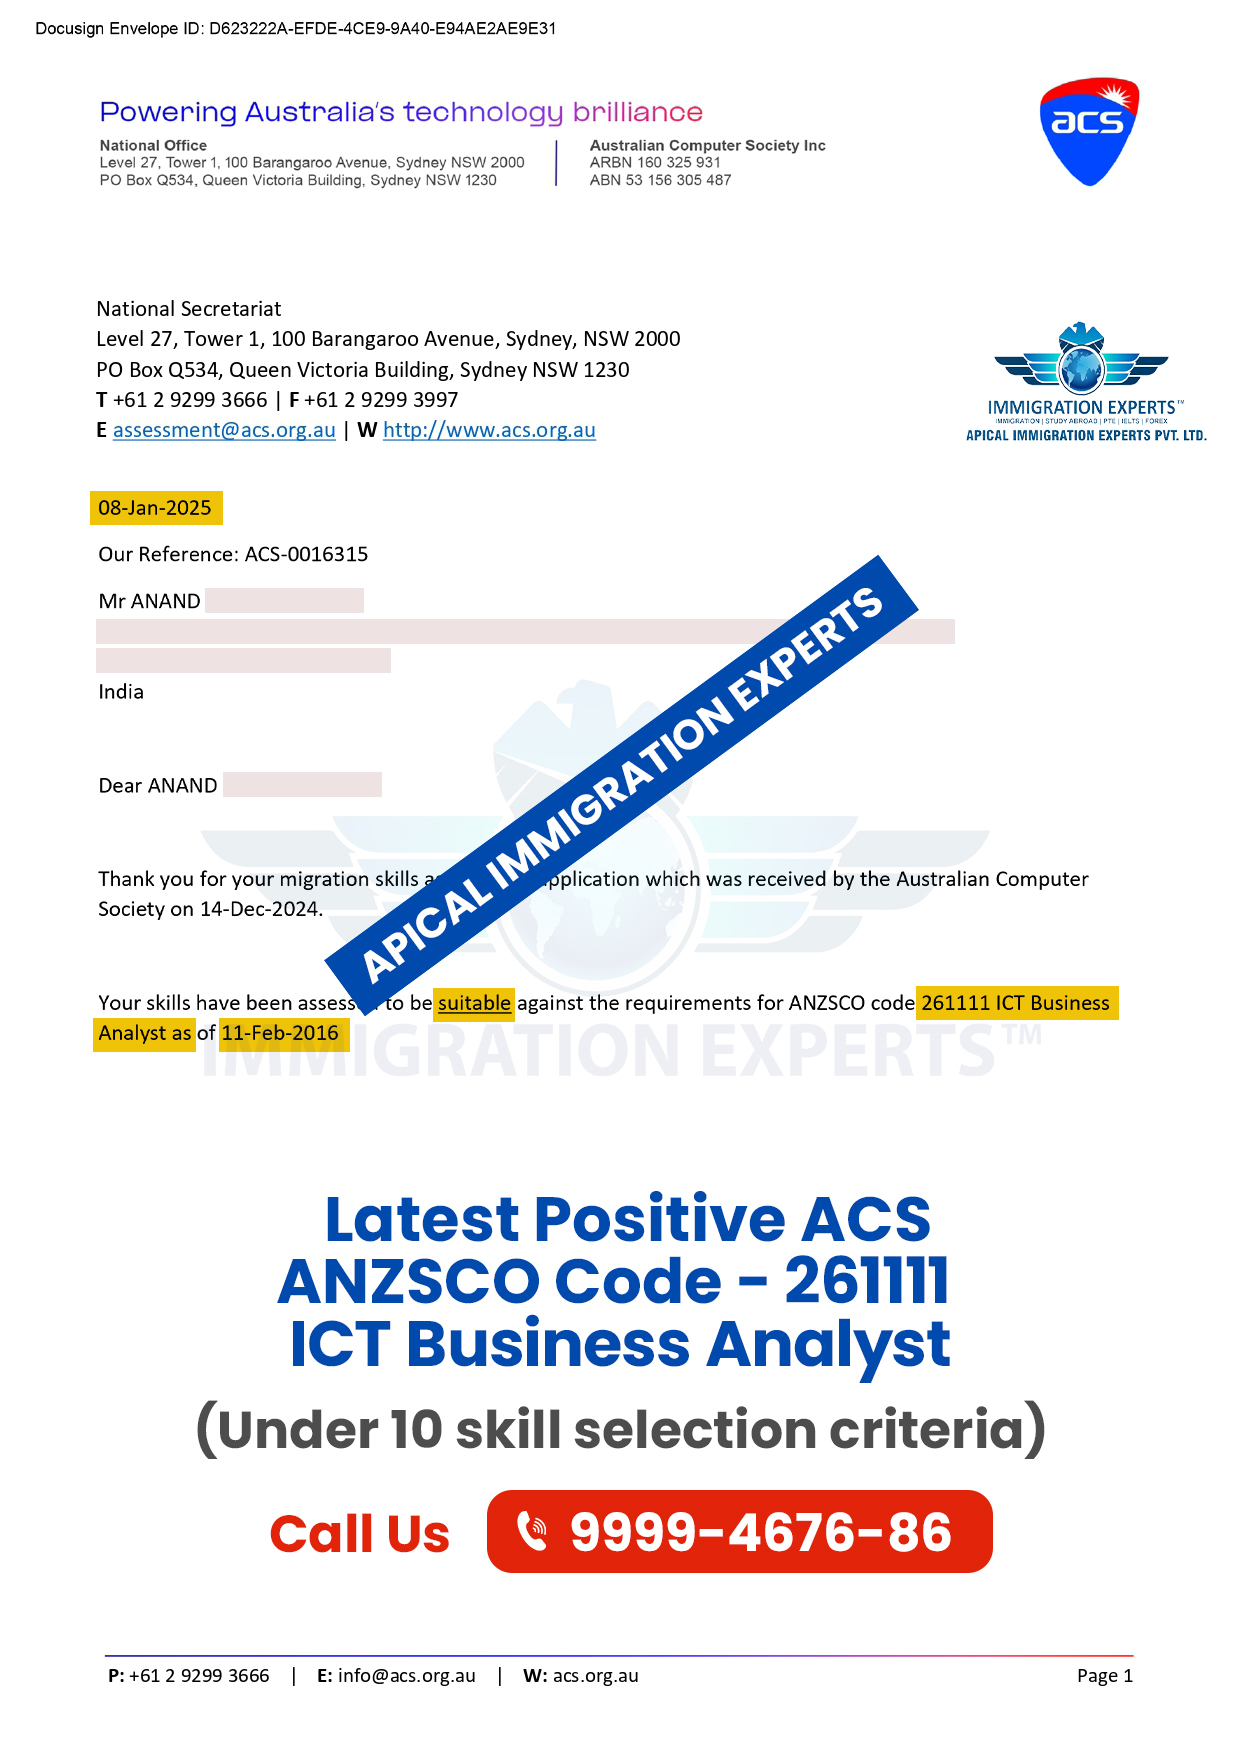 Docusign Envelope ID: D623222A-EFDE-4CE9-9A40-E94AE2AE9E31
Powering Australia's technology brilliance
National Office
Level 27, Tower 1, 100 Barangaroo Avenue, Sydney NSW 2000
PO Box Q534, Queen Victoria Building, Sydney NSW 1230
Australian Computer Society Inc
ARBN 160 325 931
ABN 53 156 305 487
acs
National Secretariat
Level 27, Tower 1, 100 Barangaroo Avenue, Sydney, NSW 2000
PO Box Q534, Queen Victoria Building, Sydney NSW 1230
T +61 2 9299 3666 | F +61 2 9299 3997
E assessment@acs.org.au | W http://www.acs.org.au
IMMIGRATION EXPERTS™
IMMIGRATION | STUDY ABROAD | PTE | IELTS | FOREX
APICAL IMMIGRATION EXPERTS PVT. LTD.
08-Jan-2025
Our Reference: ACS-0016315
Mr ANAND
India
Dear ANAND
APICAL IMMIGRATION EXPERTS
Thank you for your migration skills application which was received by the Australian Computer
Society on 14-Dec-2024.
Your skills have been assess to be suitable against the requirements for ANZSCO code 261111 ICT Business
Analyst as of 11-Feb-2016
IMMIGRATION EXPERTS™
Latest Positive ACS
ANZSCO Code - 261111
ICT Business Analyst
(Under 10 skill selection criteria)
Call Us 9999-4676-86
P: +61 2 9299 3666 | E: info@acs.org.au | W: acs.org.au Page 1